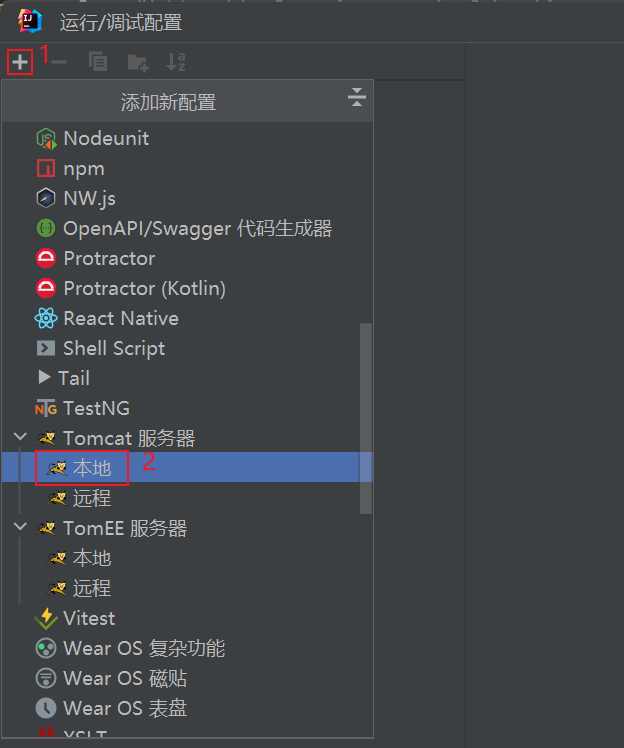 运行/调试配置
1
添加新配置
Nodeunit
npm
NW.js
OpenAPI/Swagger 代码生成器
Protractor
Protractor (Kotlin)
React Native
Shell Script
Tail
TestNG
Tomcat 服务器
本地 2
远程
TomEE 服务器
本地
远程
Vitest
Wear OS 复杂功能
Wear OS 磁贴
Wear OS 表盘
XSLT